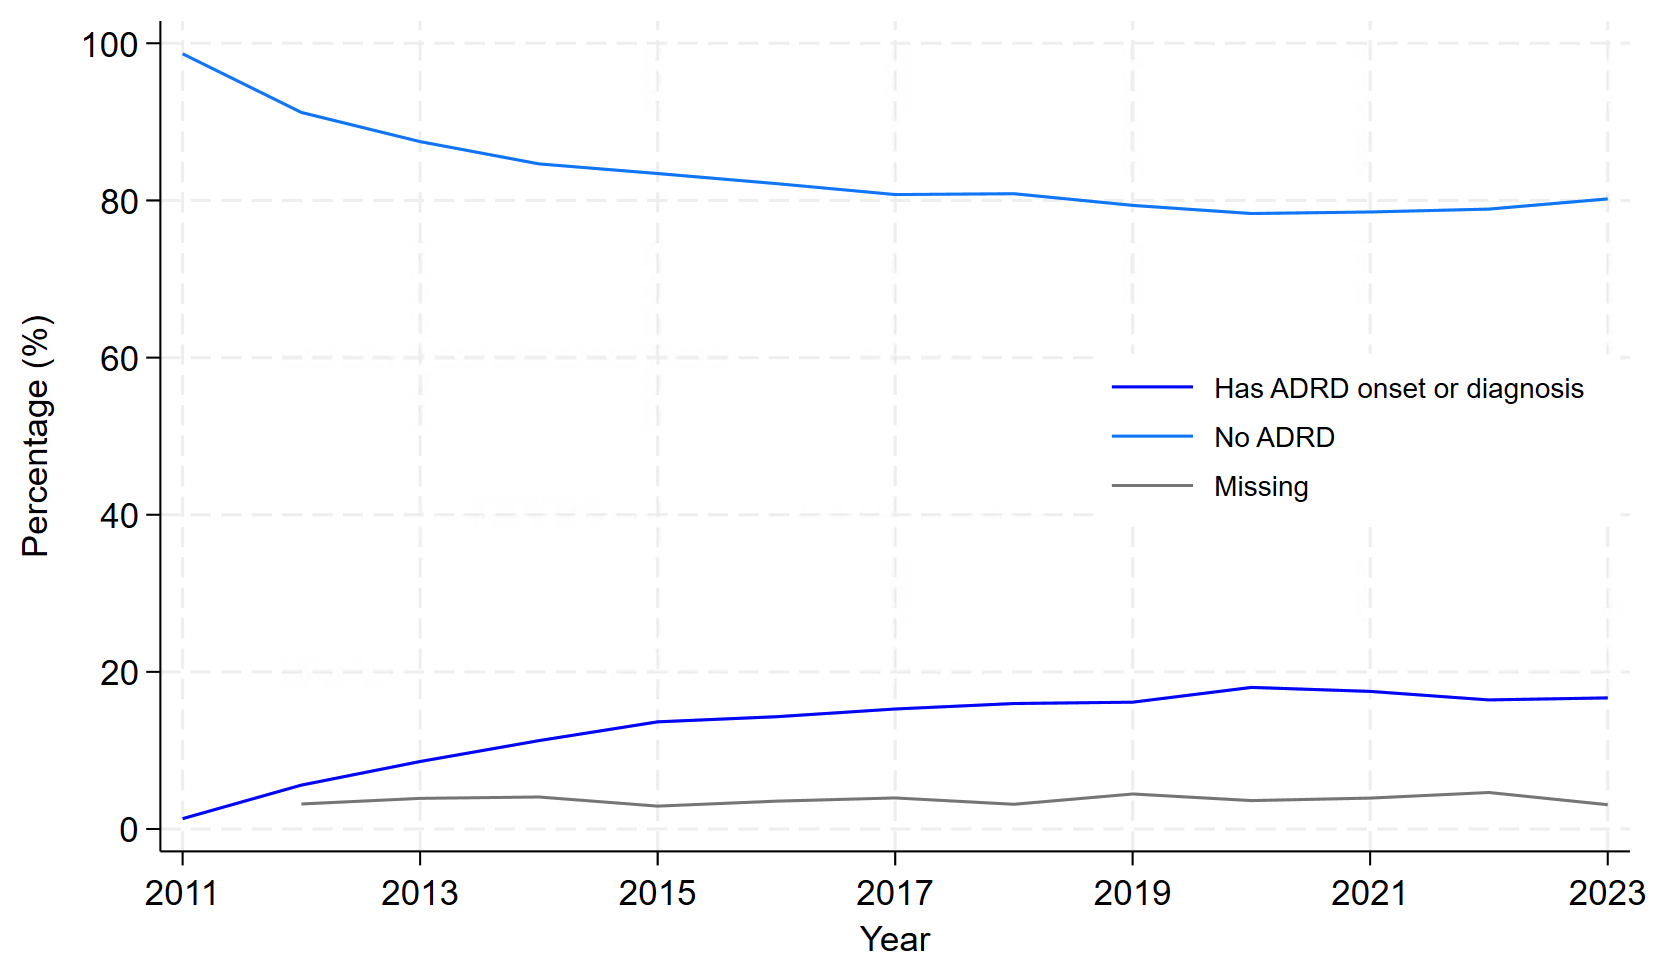 100
80
60
40
20
0
Percentage (%)
Has ADRD onset or diagnosis
No ADRD
Missing
2011 2013 2015 2017 2019 2021 2023
Year